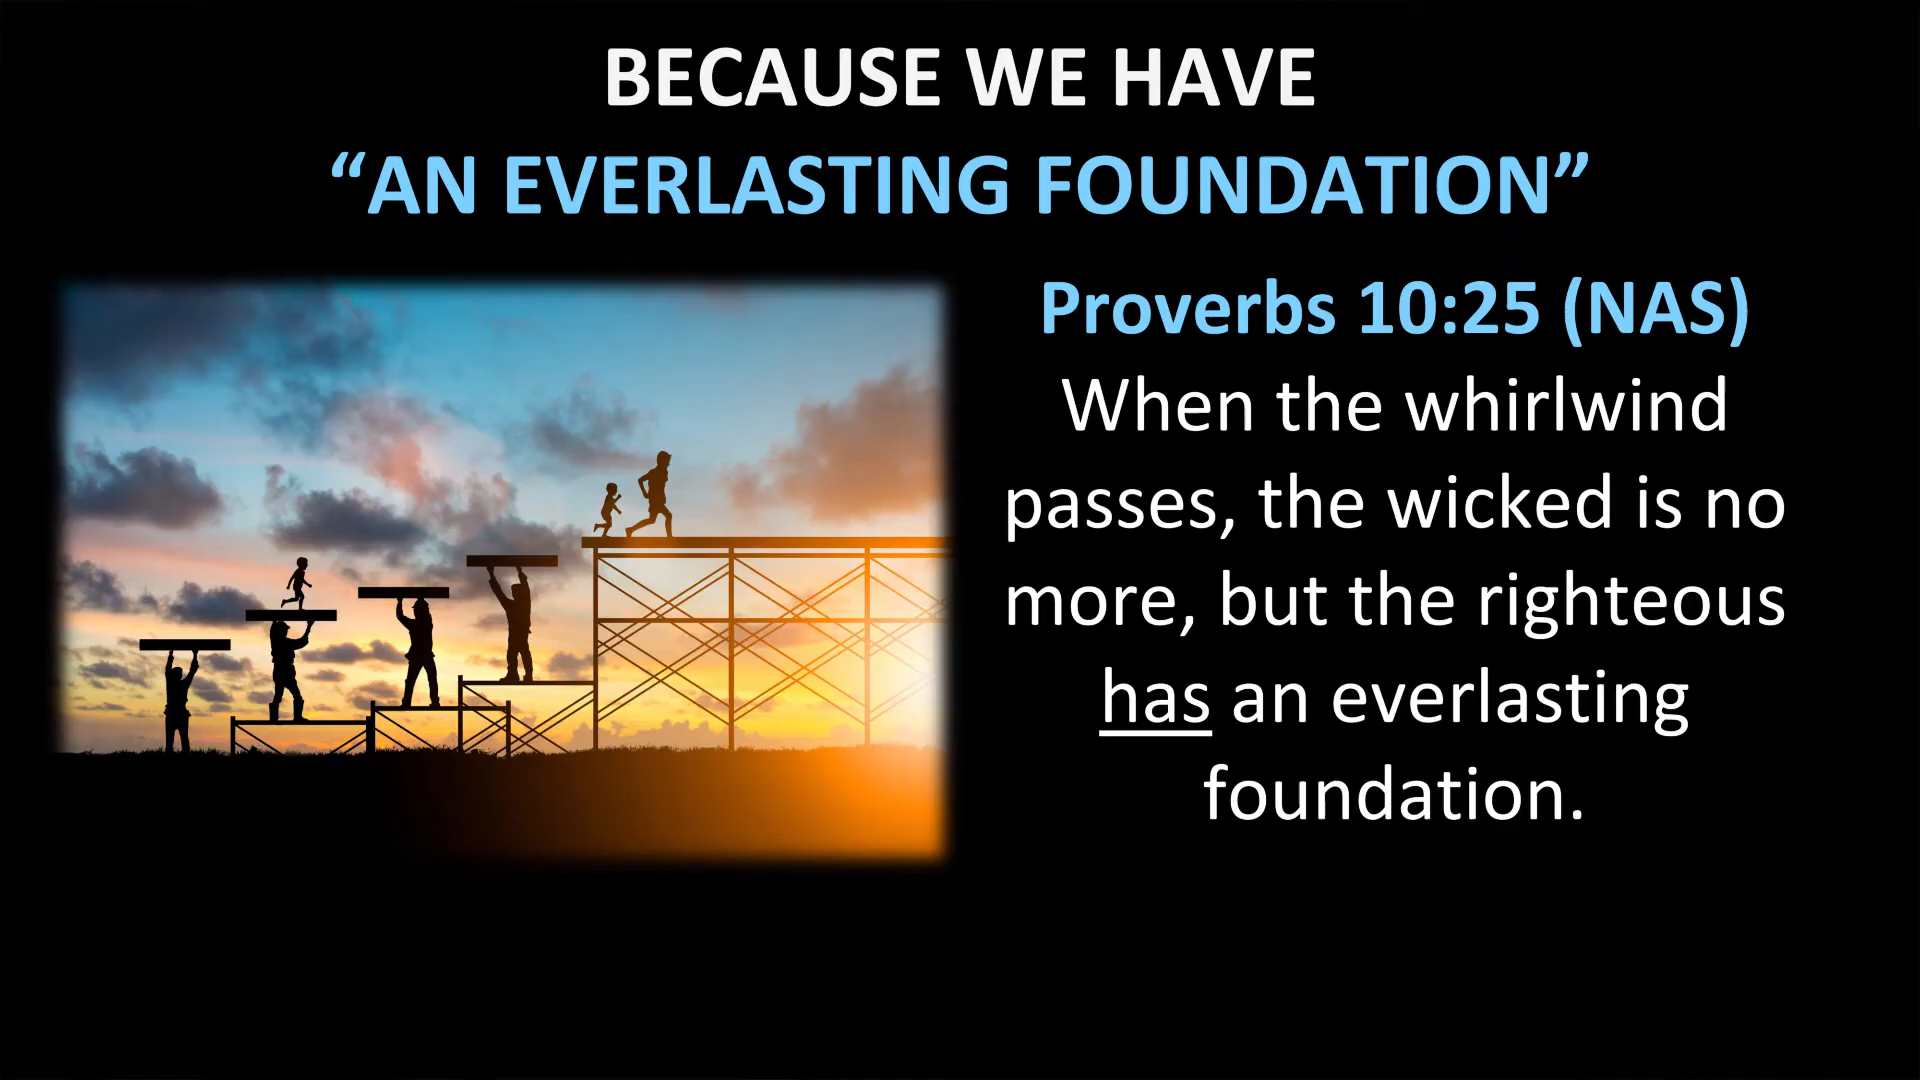 BECAUSE WE HAVE
“AN EVERLASTING FOUNDATION”
Proverbs 10:25 (NAS)
When the whirlwind
passes, the wicked is no
more, but the righteous
has an everlasting
foundation.